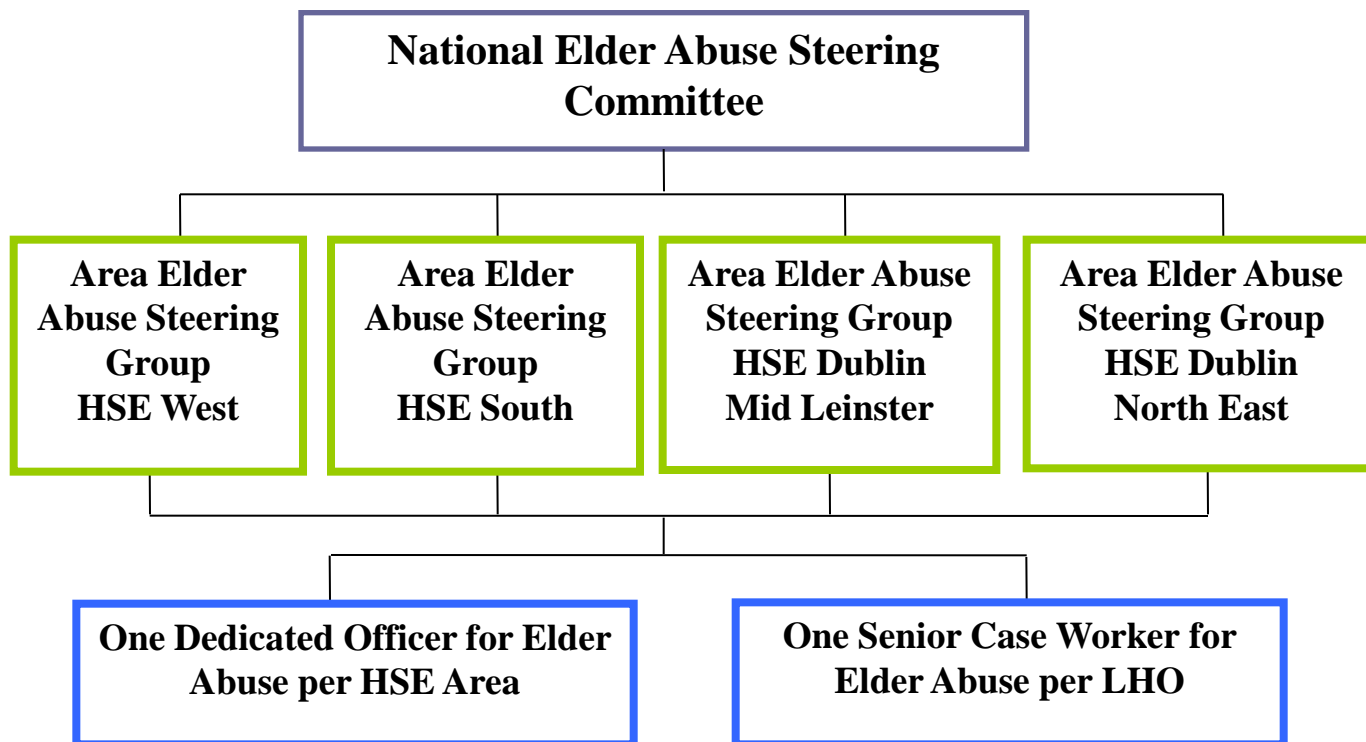 National Elder Abuse Steering
Committee
Area Elder
Abuse Steering
Group
HSE West
Area Elder
Abuse Steering
Group
HSE South
Area Elder Abuse
Steering Group
HSE Dublin
Mid Leinster
Area Elder Abuse
Steering Group
HSE Dublin
North East
One Dedicated Officer for Elder
Abuse per HSE Area
One Senior Case Worker for
Elder Abuse per LHO